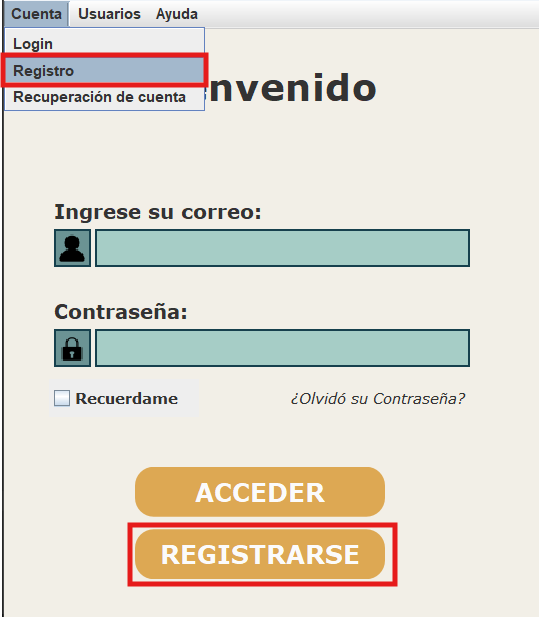 Cuenta Usuarios Ayuda
Login
Registro
Recuperación de cuenta
nvenido
Ingrese su correo:
Contraseña:
Recuerdame ¿Olvidó su Contraseña?
ACCEDER
REGISTRARSE